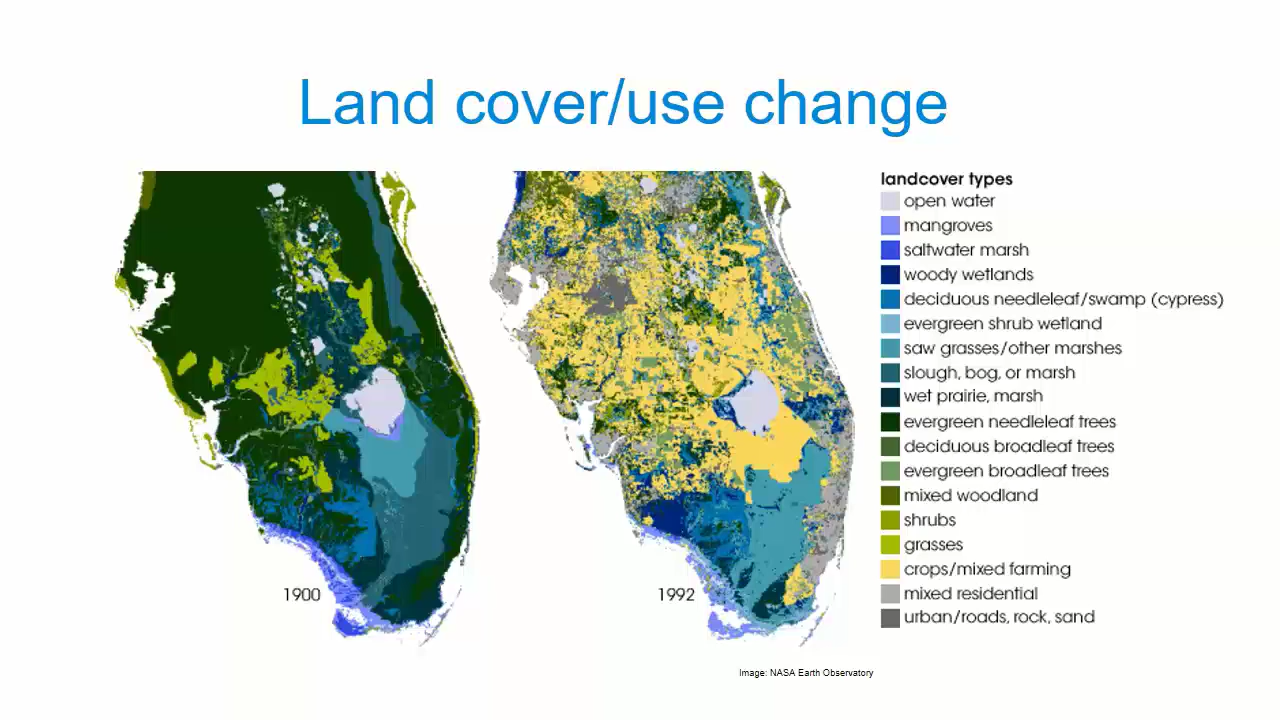 Land cover/use change
landcover types
open water
mangroves
saltwater marsh
woody wetlands
deciduous needleleaf/swamp (cypress)
evergreen shrub wetland
saw grasses/other marshes
slough, bog, or marsh
wet prairie, marsh
evergreen needleleaf trees
deciduous broadleaf trees
evergreen broadleaf trees
mixed woodland
shrubs
grasses
crops/mixed farming
mixed residential
urban/roads, rock, sand
1900
1992
Image: NASA Earth Observatory